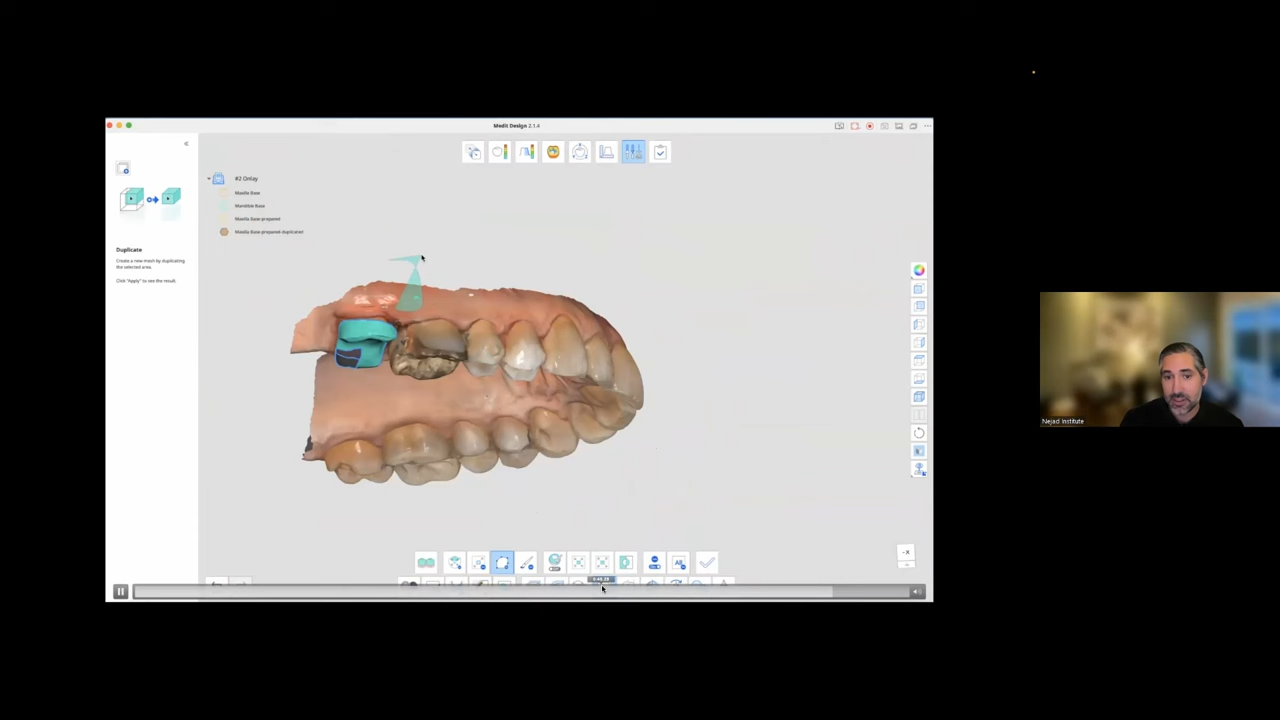 Medit Design 2.1.4
#2 Onlay
Maxilla Base
Mandible Base
Maxilla Base-prepared
Maxilla Base-prepared-duplicated
Duplicate
Create a new mesh by duplicating
the selected area.
Click "Apply" to see the result.
Nejad Institute